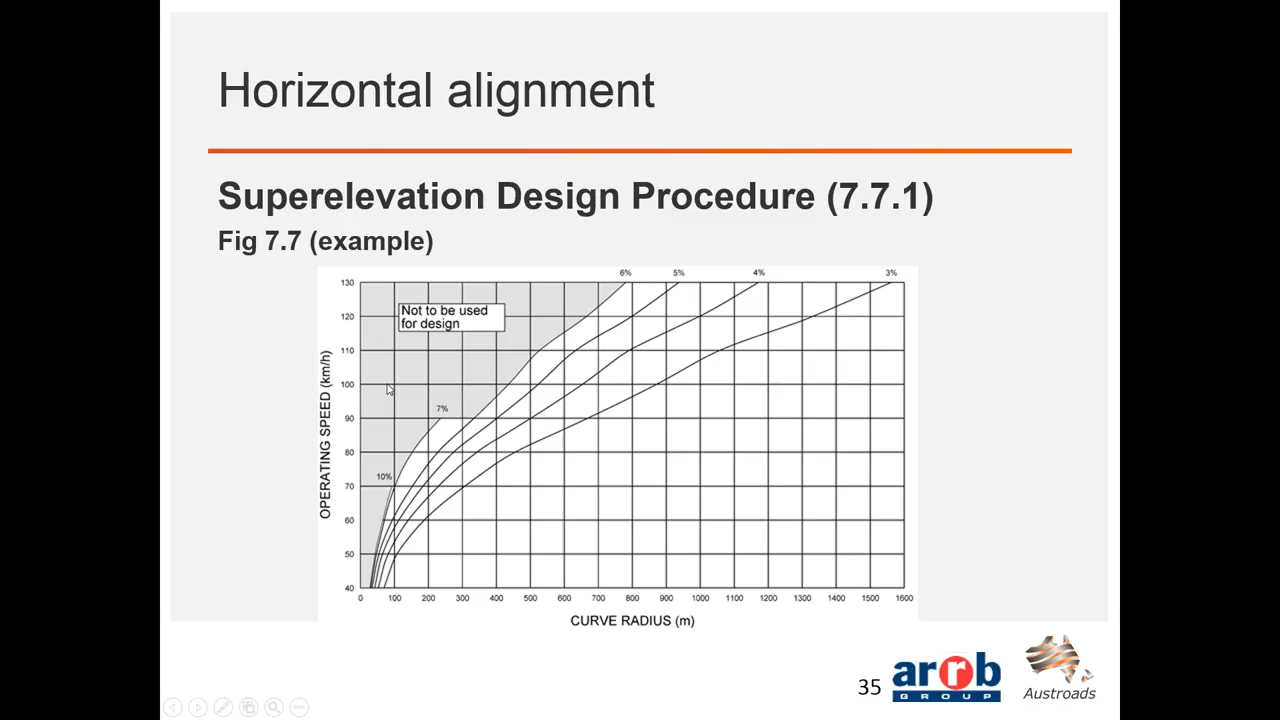 Horizontal alignment
Superelevation Design Procedure (7.7.1)
Fig 7.7 (example)
6% 5% 4% 3%
130
Not to be used
for design
120
110
100
7%
90
80
10%
70
60
50
40
OPERATING SPEED (km/h)
0 100 200 300 400 500 600 700 800 900 1000 1100 1200 1300 1400 1500 1600
CURVE RADIUS (m)
35
arrb
GROUP
Austroads